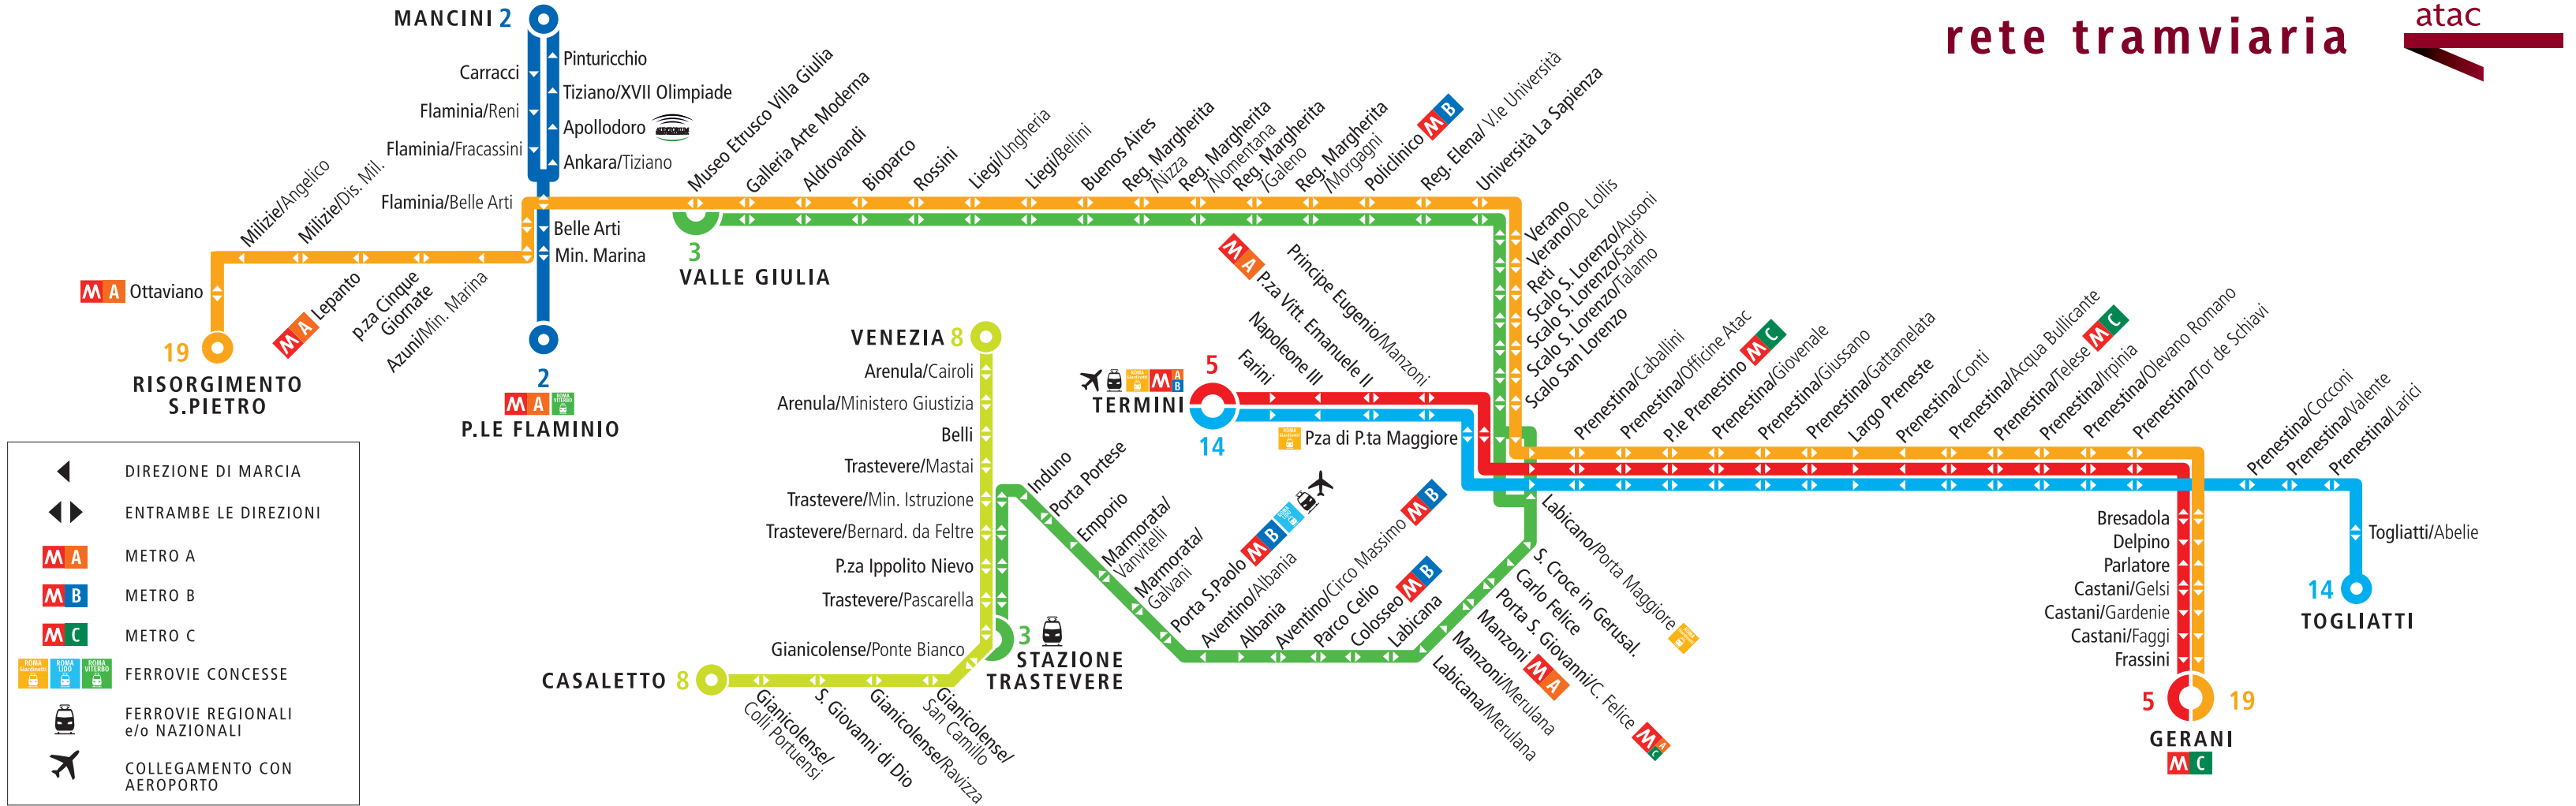 rete tramviaria
atac
MANCINI 2
Carracci
Flaminia/Reni
Flaminia/Fracassini
Flaminia/Belle Arti
Pinturicchio
Tiziano/XVII Olimpiade
Apollodoro
Ankara/Tiziano
Belle Arti
Min. Marina
2
M A
ROMA
VITERBO
P.LE FLAMINIO
Milizie/Angelico
Milizie/Dis. Mil.
M A Ottaviano
19
RISORGIMENTO
S.PIETRO
M A Lepanto
p.za Cinque
Giornate
Azuni/Min. Marina
Museo Etrusco Villa Giulia
Galleria Arte Moderna
Aldrovandi
Bioparco
Rossini
Liegi/Ungheria
Liegi/Bellini
Buenos Aires
Reg. Margherita
/Nizza
Reg. Margherita
/Nomentana
Reg. Margherita
/Galeno
Reg. Margherita
/Morgagni
Policlinico M B
Reg. Elena/ V.le Università
Università La Sapienza
3
VALLE GIULIA
Verano
Verano/De Lollis
Reti
Scalo S. Lorenzo/Ausoni
Scalo S. Lorenzo/Sardi
Scalo S. Lorenzo/Talamo
Scalo San Lorenzo
VENEZIA 8
Arenula/Cairoli
Arenula/Ministero Giustizia
Belli
Trastevere/Mastai
Trastevere/Min. Istruzione
Trastevere/Bernard. da Feltre
P.za Ippolito Nievo
Trastevere/Pascarella
Gianicolense/Ponte Bianco
CASALETTO 8
Gianicolense/
Colli Portuensi
S. Giovanni di Dio
Gianicolense/Ravizza
Gianicolense/
San Camillo
3
STAZIONE
TRASTEVERE
M A B
TERMINI
5
14
Farini
Napoleone III
M A P.za Vitt. Emanuele II
Principe Eugenio/Manzoni
Pza di P.ta Maggiore
Induno
Porta Portese
Emporio
Marmorata/
Vanvitelli
Marmorata/
Galvani
Porta S.Paolo M B
Aventino/Albania
Albania
Aventino/Circo Massimo M B
Parco Celio
Colosseo M B
Labicana
Labicana/Merulana
Manzoni/Merulana
Manzoni M A
Porta S. Giovanni/C. Felice M A C
Carlo Felice
S. Croce in Gerusal.
Labicano/Porta Maggiore
Prenestina/Caballini
Prenestina/Officine Atac
P.le Prenestino M C
Prenestina/Giovenale
Prenestina/Giussano
Prenestina/Gattamelata
Largo Preneste
Prenestina/Conti
Prenestina/Acqua Bullicante
Prenestina/Telese M C
Prenestina/Irpinia
Prenestina/Olevano Romano
Prenestina/Tor de Schiavi
Prenestina/Cocconi
Prenestina/Valente
Prenestina/Larici
Togliatti/Abelie
14
TOGLIATTI
Bresadola
Delpino
Parlatore
Castani/Gelsi
Castani/Gardenie
Castani/Faggi
Frassini
5
19
GERANI
M C
DIREZIONE DI MARCIA
ENTRAMBE LE DIREZIONI
M A METRO A
M B METRO B
M C METRO C
ROMA
Giardinetti
ROMA
LIDO
ROMA
VITERBO
FERROVIE CONCESSE
FERROVIE REGIONALI
e/o NAZIONALI
COLLEGAMENTO CON
AEROPORTO